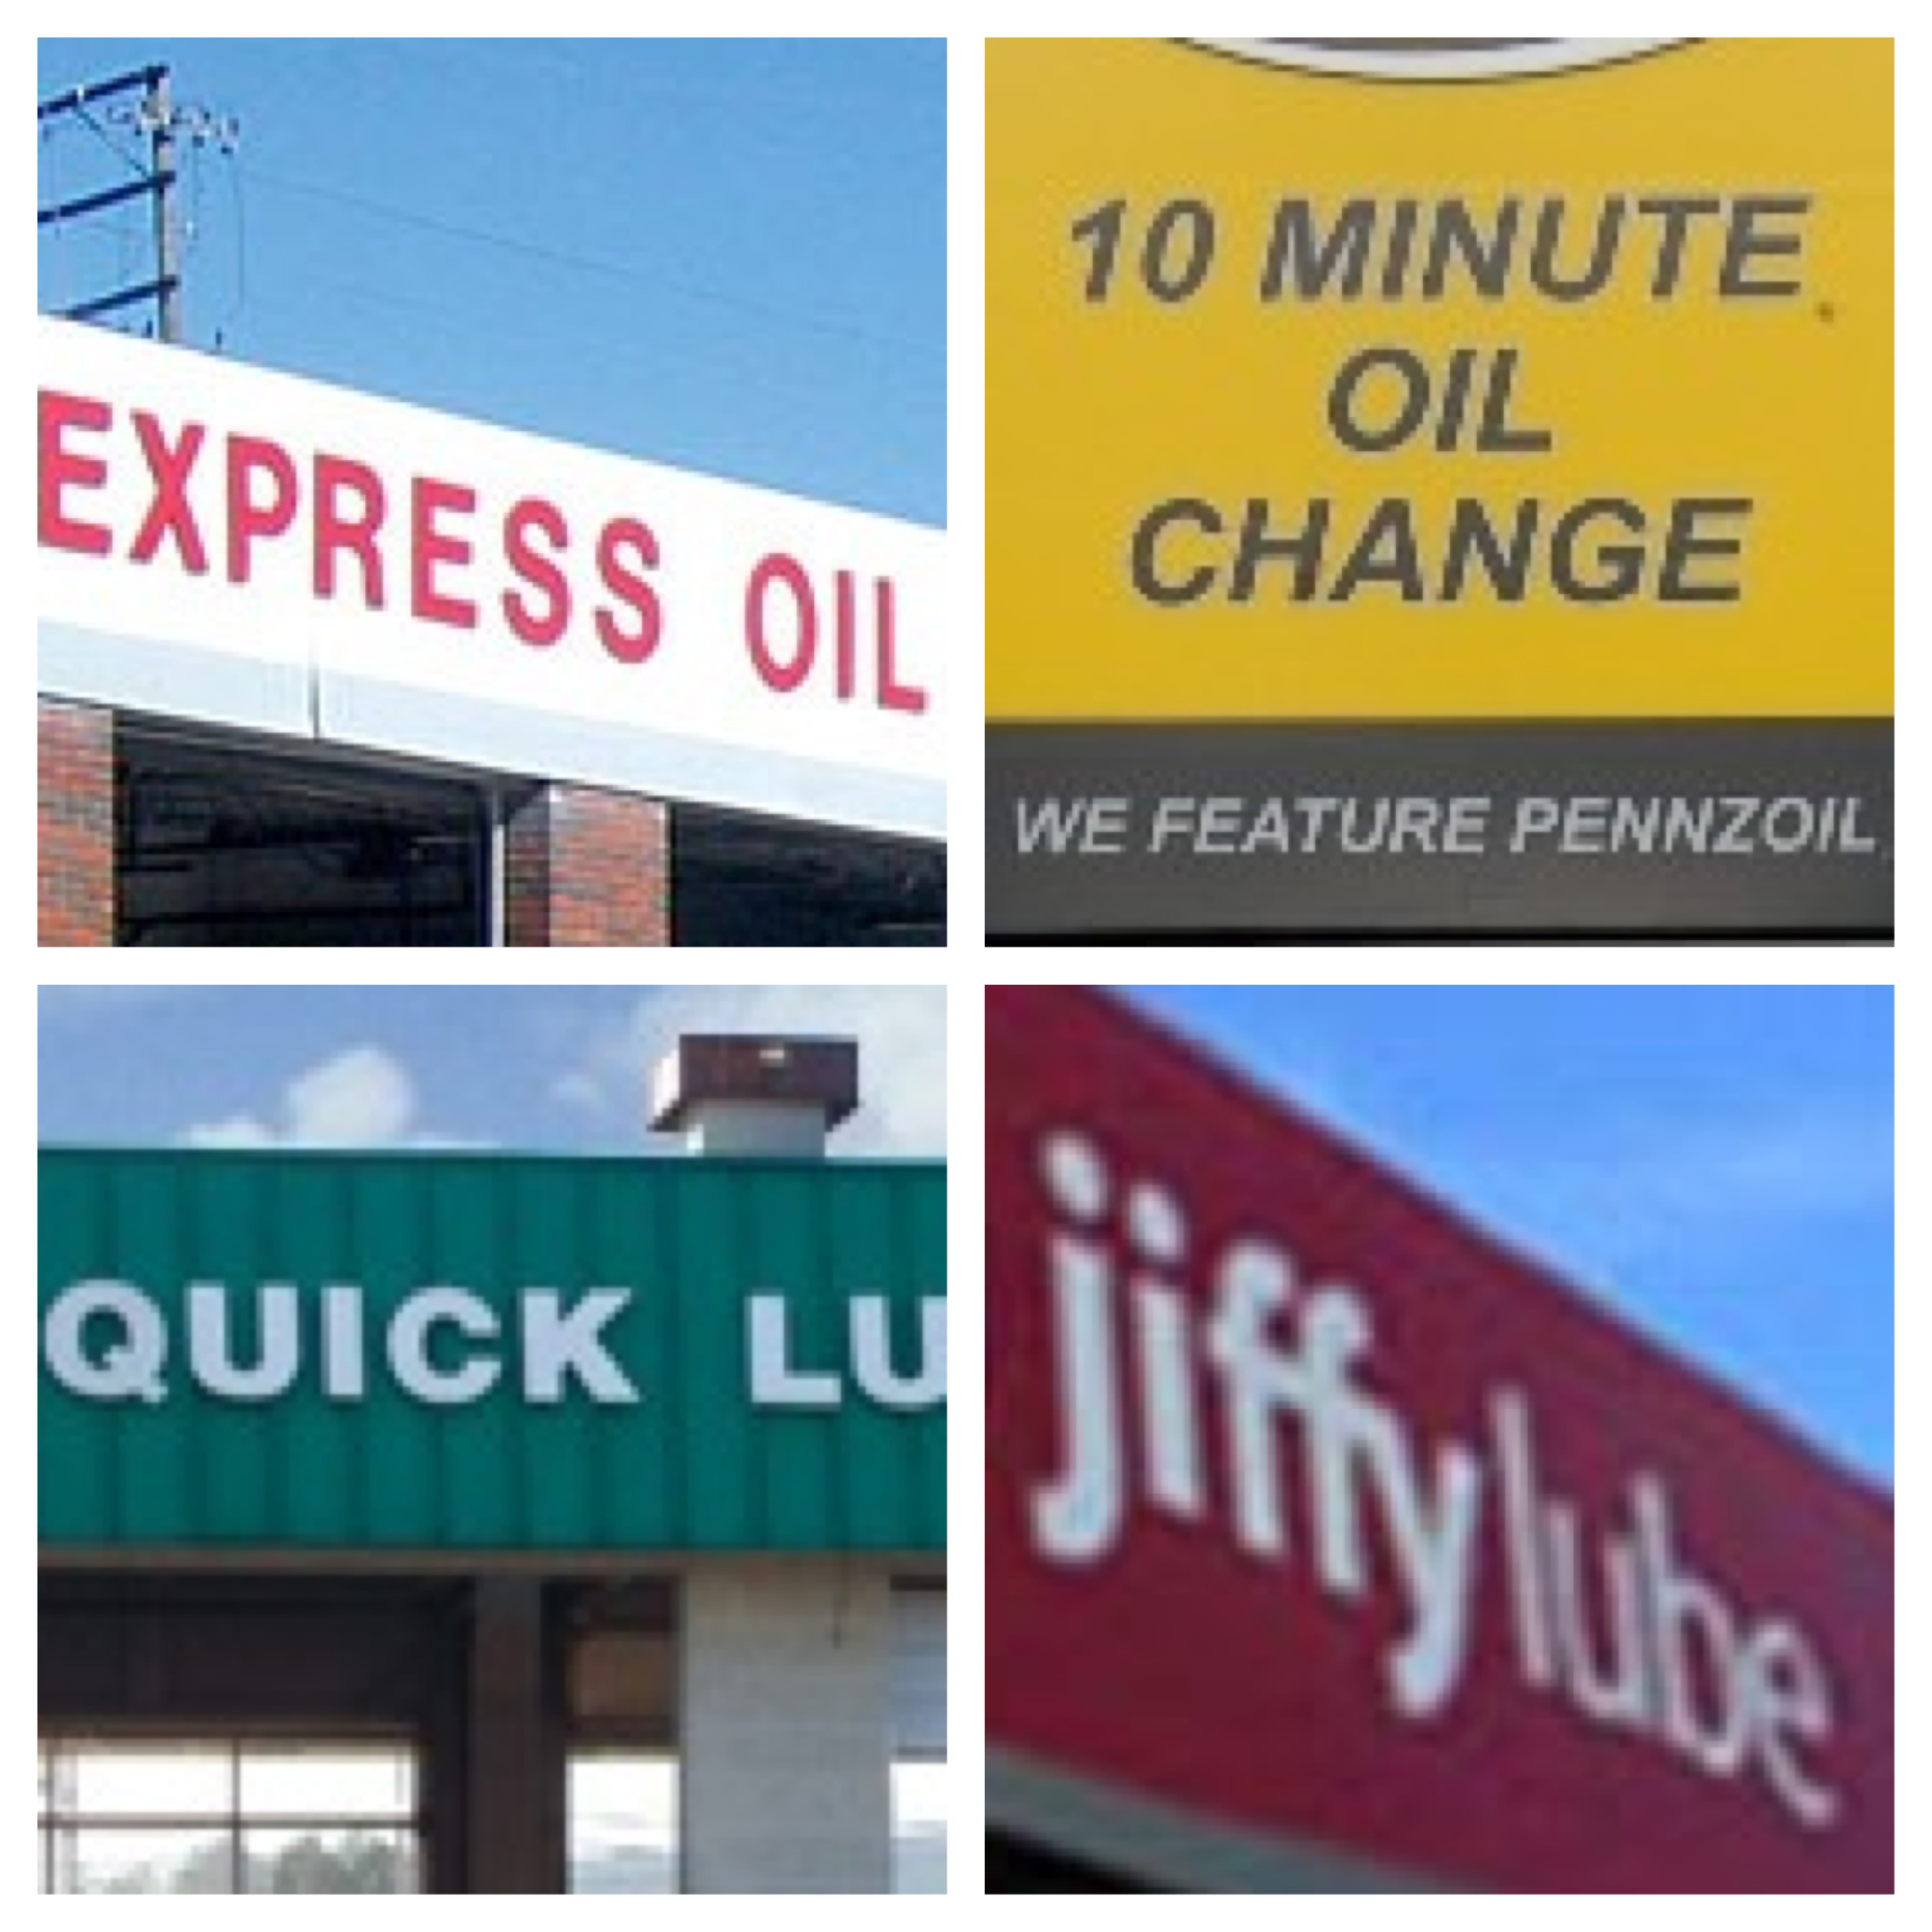 EXPRESS OIL
10 MINUTE
OIL
CHANGE
WE FEATURE PENNZOIL
QUICK LU
jiffy lube